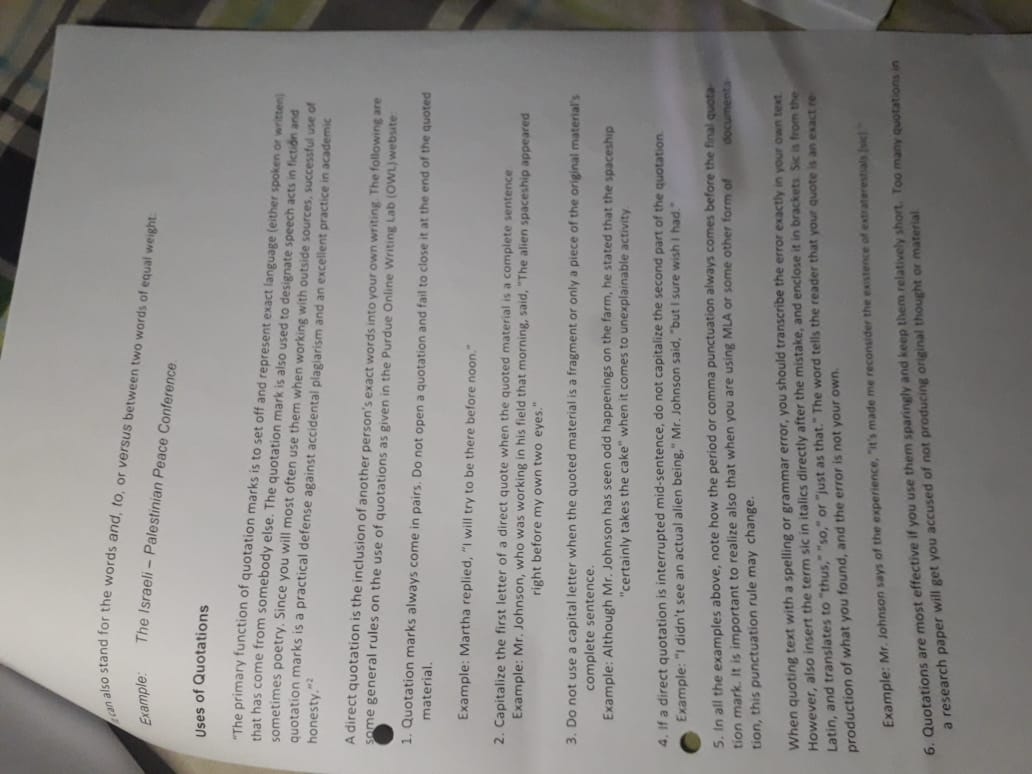 can also stand for the words and, to, or versus between two words of equal weight.
Example: The Israeli – Palestinian Peace Conference.
Uses of Quotations
"The primary function of quotation marks is to set off and represent exact language (either spoken or written)
that has come from somebody else. The quotation mark is also used to designate speech acts in fiction and
sometimes poetry. Since you will most often use them when working with outside sources, successful use of
quotation marks is a practical defense against accidental plagiarism and an excellent practice in academic
honesty."2
A direct quotation is the inclusion of another person's exact words into your own writing. The following are
some general rules on the use of quotations as given in the Purdue Online Writing Lab (OWL) website:
1. Quotation marks always come in pairs. Do not open a quotation and fail to close it at the end of the quoted
material.
Example: Martha replied, "I will try to be there before noon."
2. Capitalize the first letter of a direct quote when the quoted material is a complete sentence.
Example: Mr. Johnson, who was working in his field that morning, said, "The alien spaceship appeared
right before my own two eyes."
3. Do not use a capital letter when the quoted material is a fragment or only a piece of the original material's
complete sentence.
Example: Although Mr. Johnson has seen odd happenings on the farm, he stated that the spaceship
"certainly takes the cake" when it comes to unexplainable activity.
4. If a direct quotation is interrupted mid-sentence, do not capitalize the second part of the quotation.
Example: "I didn't see an actual alien being," Mr. Johnson said, "but I sure wish I had."
5. In all the examples above, note how the period or comma punctuation always comes before the final quota-
tion mark. It is important to realize also that when you are using MLA or some other form of documenta-
tion, this punctuation rule may change.
When quoting text with a spelling or grammar error, you should transcribe the error exactly in your own text.
However, also insert the term sic in italics directly after the mistake, and enclose it in brackets. Sic is from the
Latin, and translates to "thus," "so," or "just as that." The word tells the reader that your quote is an exact re-
production of what you found, and the error is not your own.
Example: Mr. Johnson says of the experience, "it's made me reconsider the existence of extraterestials [sic]."
6. Quotations are most effective if you use them sparingly and keep them relatively short. Too many quotations in
a research paper will get you accused of not producing original thought or material.